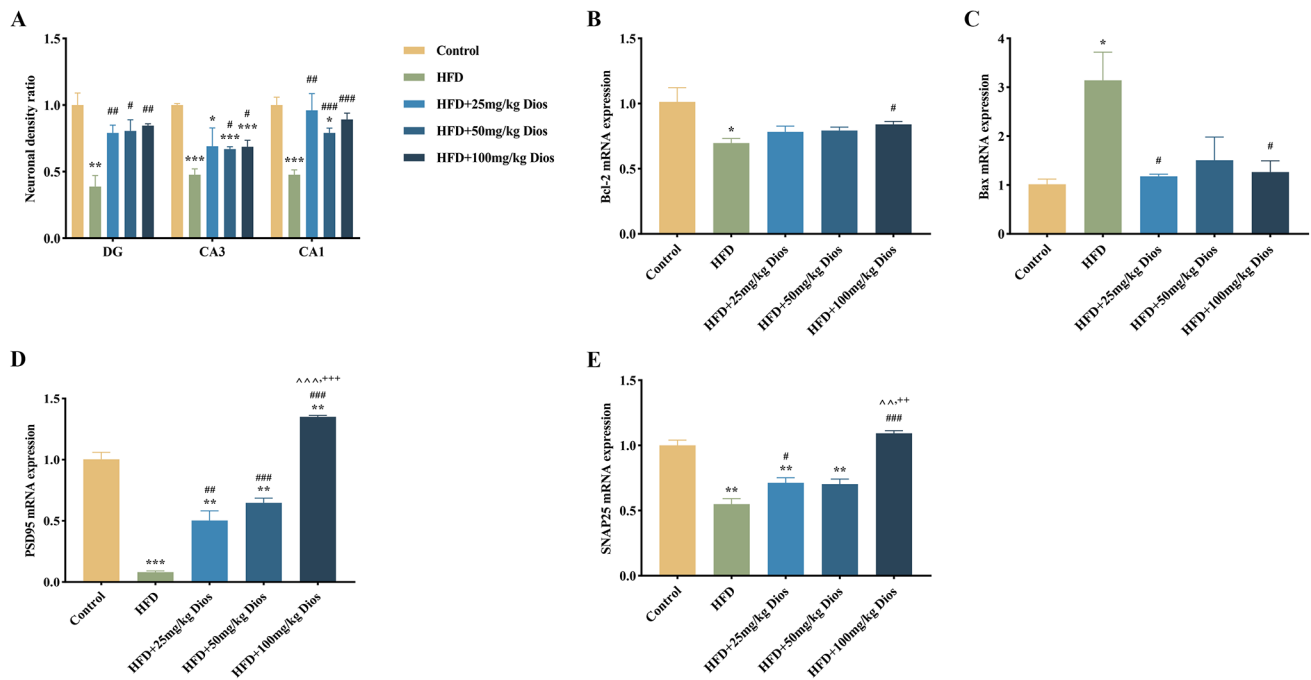 A
Neuronal density ratio
1.5
1.0
0.5
0.0
** ## # ##
*** * # *** # ***
*** ## ### * ###
DG CA3 CA1
Control
HFD
HFD+25mg/kg Dios
HFD+50mg/kg Dios
HFD+100mg/kg Dios
B
Bcl-2 mRNA expression
1.5
1.0
0.5
0.0
* #
Control
HFD
HFD+25mg/kg Dios
HFD+50mg/kg Dios
HFD+100mg/kg Dios
C
Bax mRNA expression
4
3
2
1
0
* # #
Control
HFD
HFD+25mg/kg Dios
HFD+50mg/kg Dios
HFD+100mg/kg Dios
D
PSD95 mRNA expression
1.5
1.0
0.5
0.0
***
##
**
###
**
^^^,+++
###
**
Control
HFD
HFD+25mg/kg Dios
HFD+50mg/kg Dios
HFD+100mg/kg Dios
E
SNAP25 mRNA expression
1.5
1.0
0.5
0.0
**
#
**
**
^^,++
###
Control
HFD
HFD+25mg/kg Dios
HFD+50mg/kg Dios
HFD+100mg/kg Dios